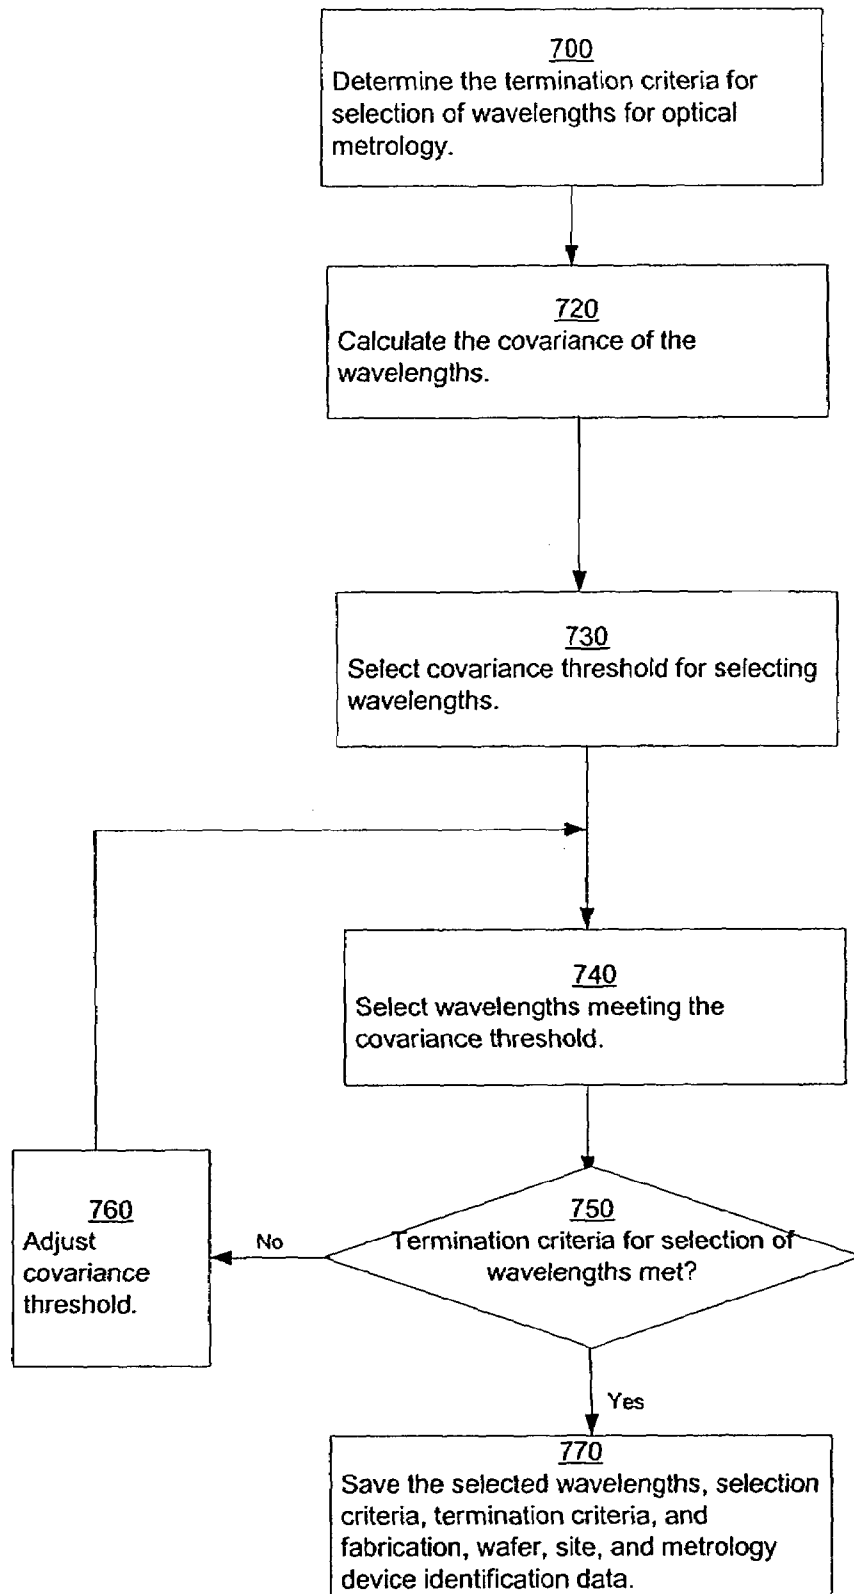 700
Determine the termination criteria for
selection of wavelengths for optical
metrology.
720
Calculate the covariance of the
wavelengths.
730
Select covariance threshold for selecting
wavelengths.
740
Select wavelengths meeting the
covariance threshold.
750
Termination criteria for selection of
wavelengths met?
760
Adjust
covariance
threshold.
No
Yes
770
Save the selected wavelengths, selection
criteria, termination criteria, and
fabrication, wafer, site, and metrology
device identification data.